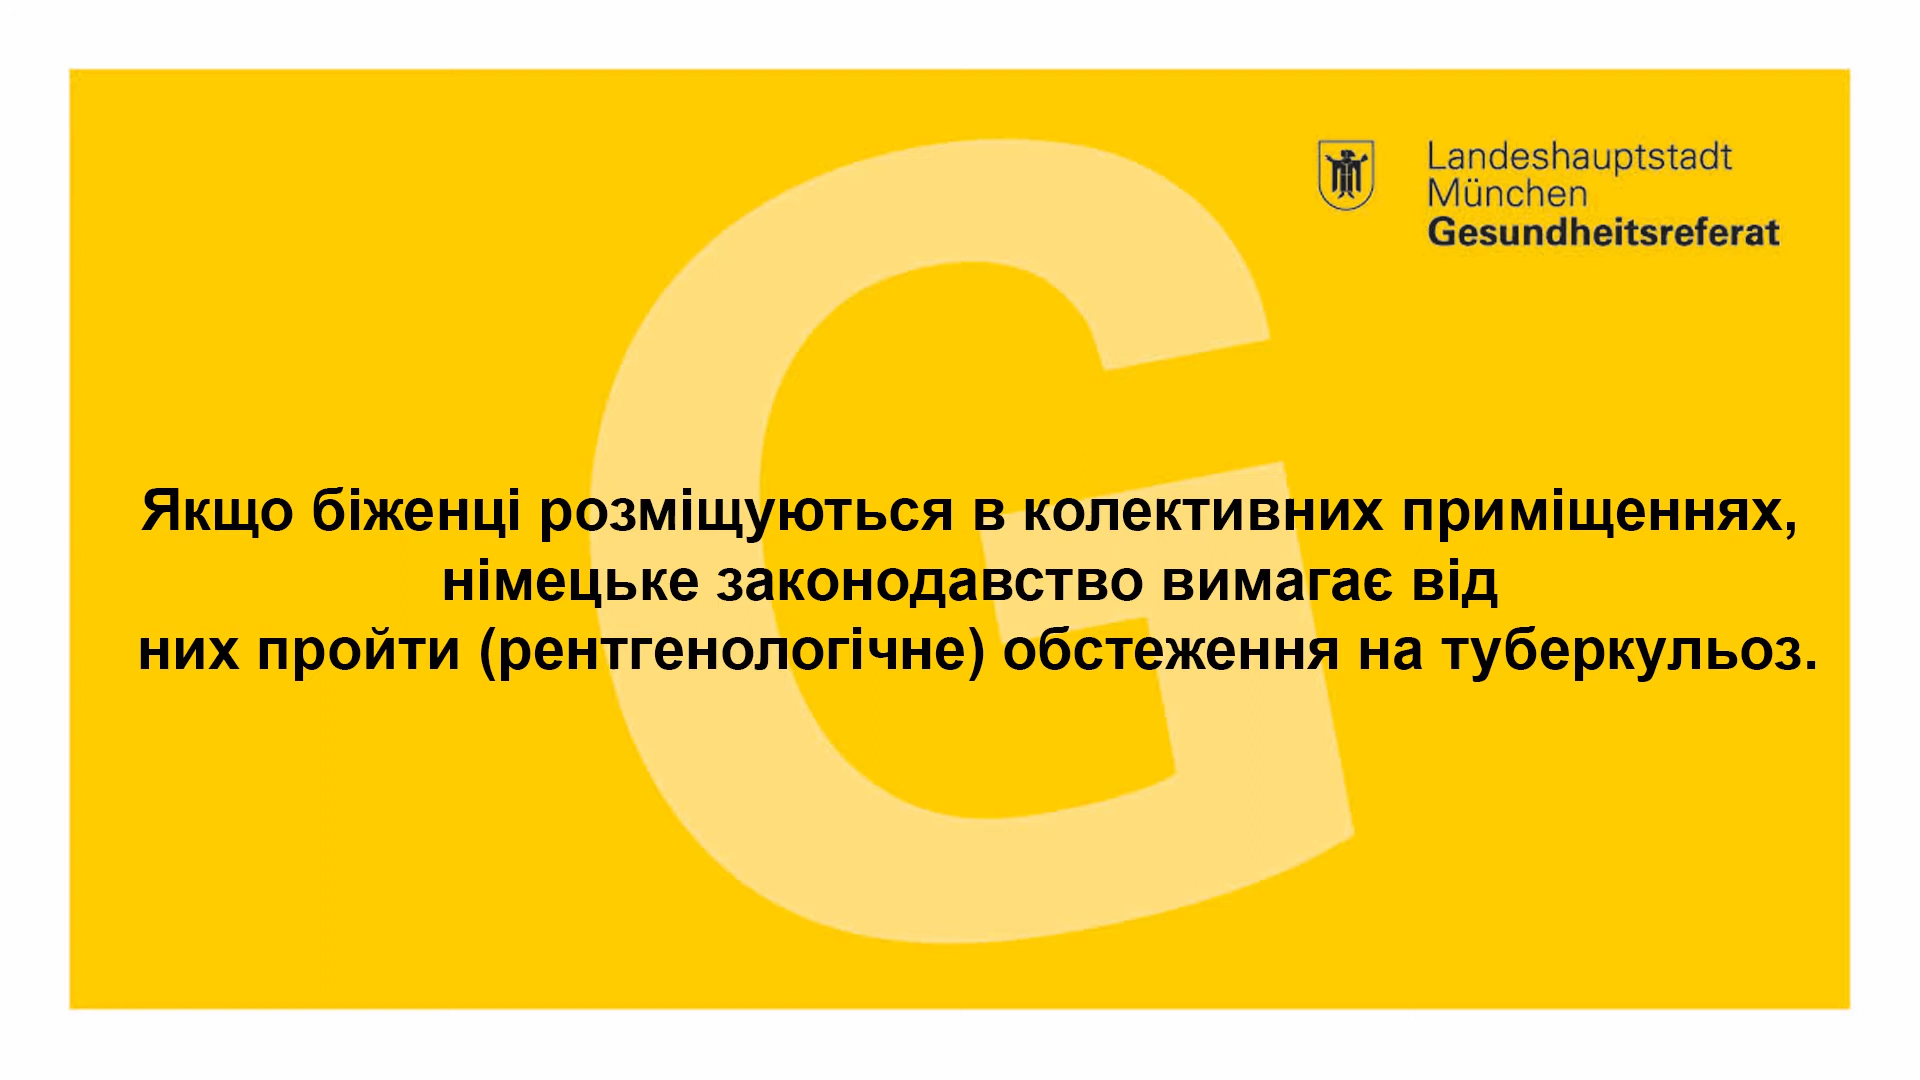 Landeshauptstadt
München
Gesundheitsreferat
Якщо біженці розміщуються в колективних приміщеннях,
німецьке законодавство вимагає від
них пройти (рентгенологічне) обстеження на туберкульоз.